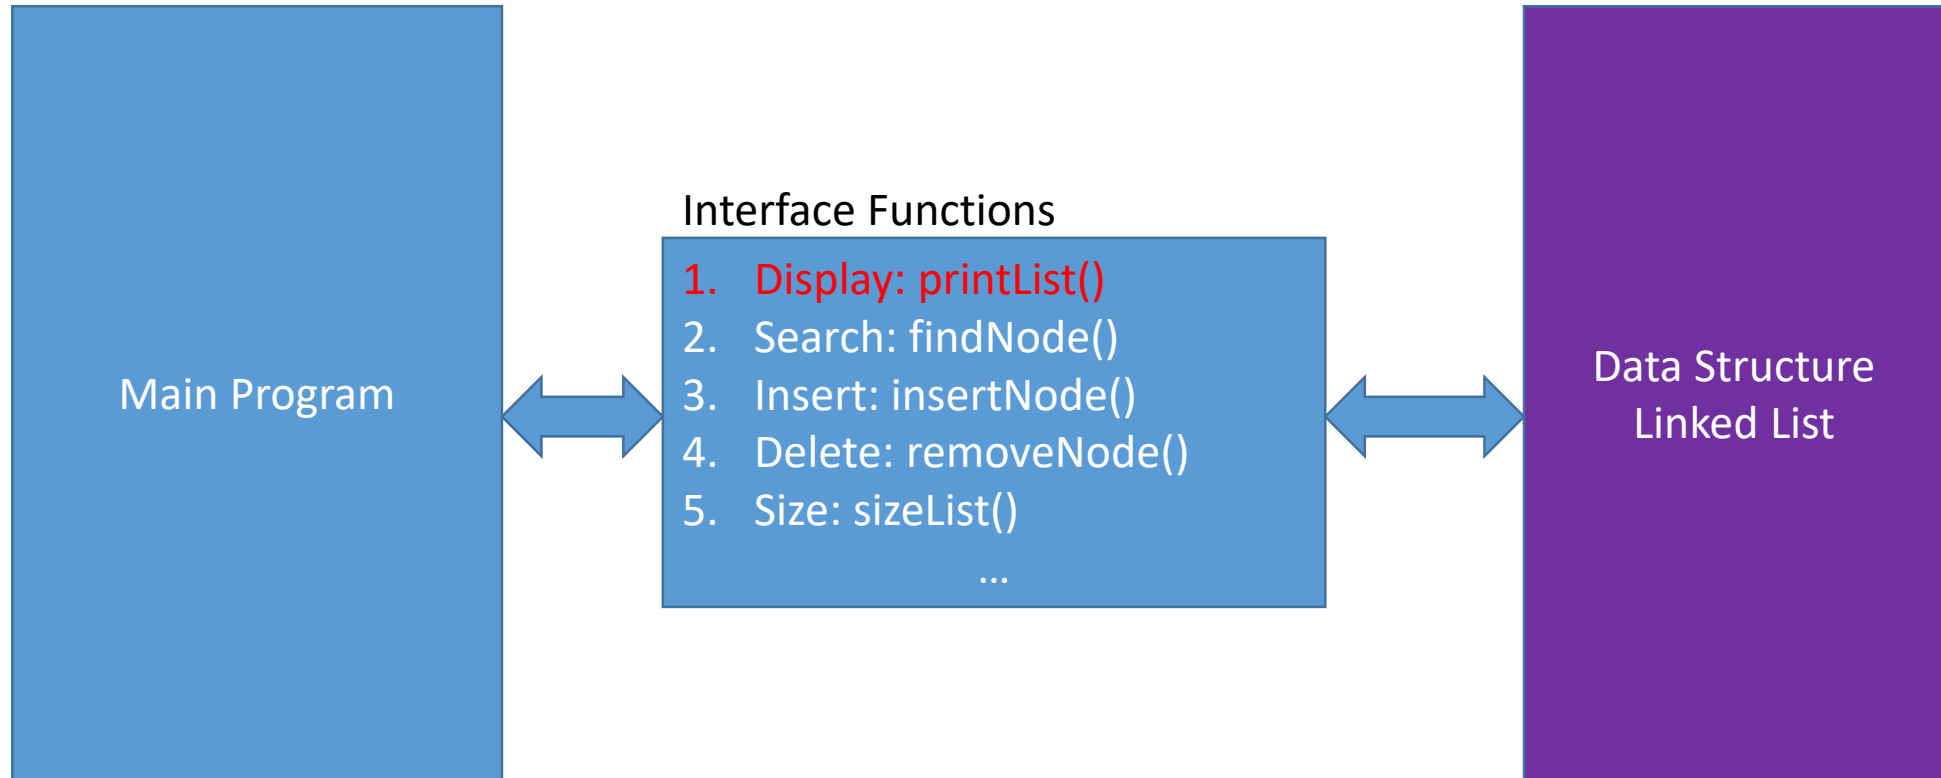 Main Program
Interface Functions
1. Display: printList()
2. Search: findNode()
3. Insert: insertNode()
4. Delete: removeNode()
5. Size: sizeList()
…
Data Structure
Linked List